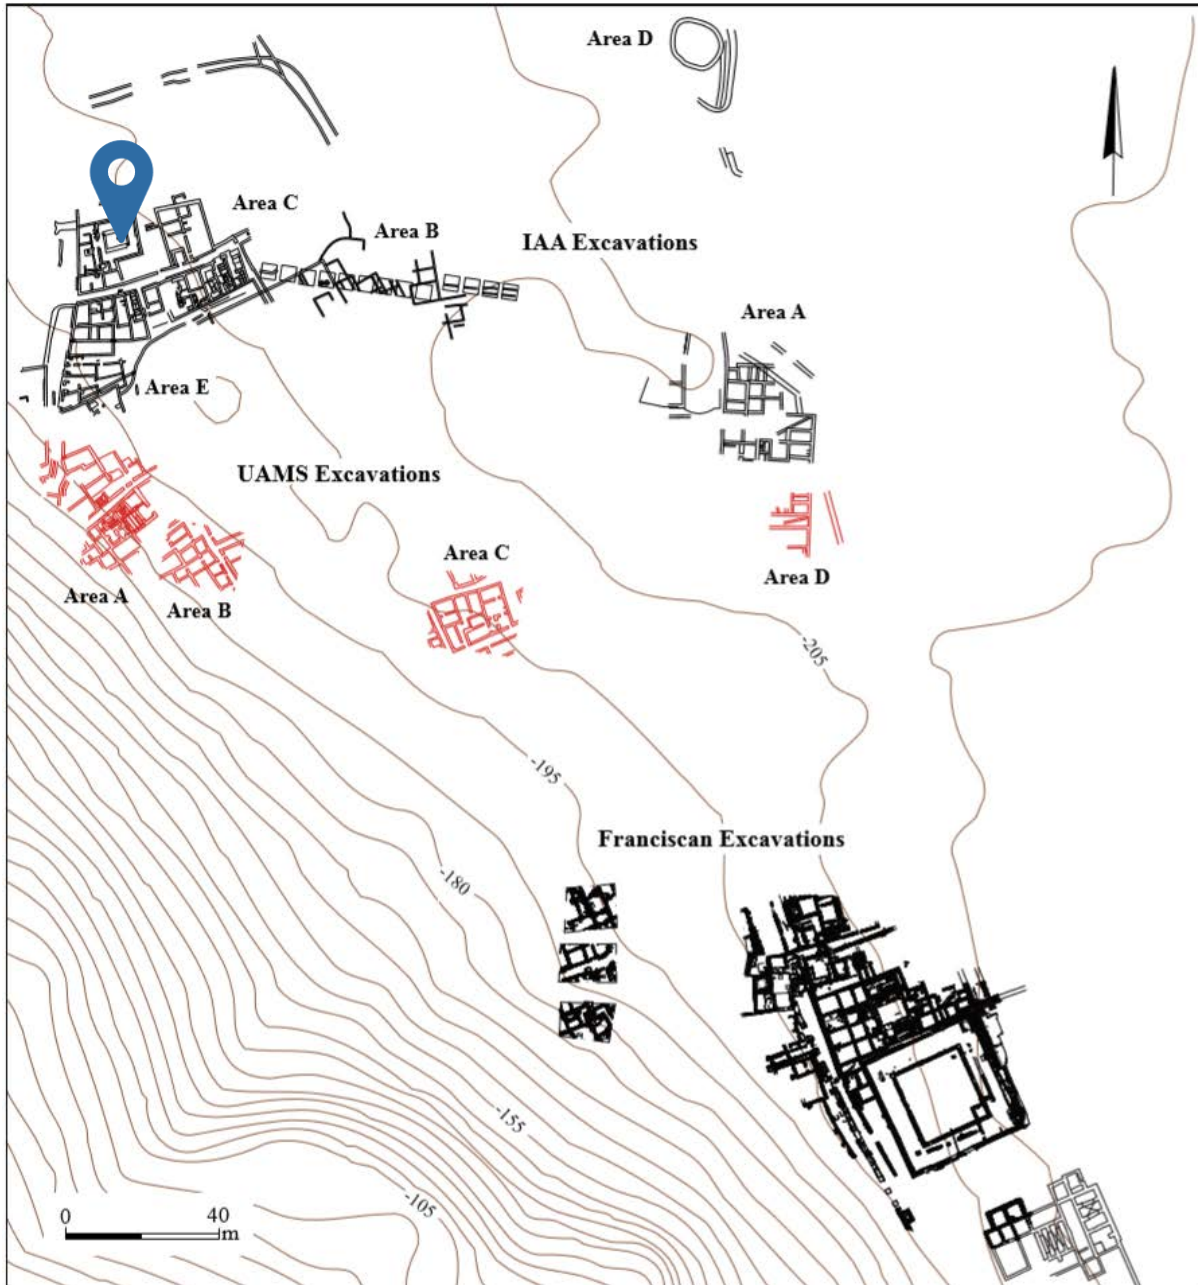 Area D
Area C
Area B
IAA Excavations
Area A
Area E
UAMS Excavations
Area C
Area D
Area A
Area B
-205
-195
Franciscan Excavations
-180
-155
-105
0 40
m